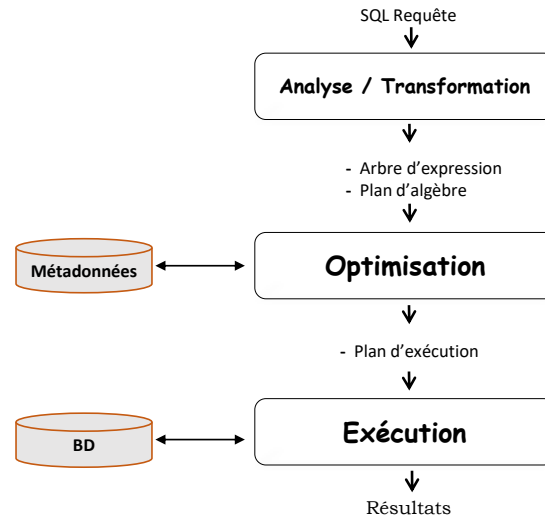 SQL Requête
Analyse / Transformation
- Arbre d'expression
- Plan d'algèbre
Métadonnées
Optimisation
- Plan d'exécution
BD
Exécution
Résultats